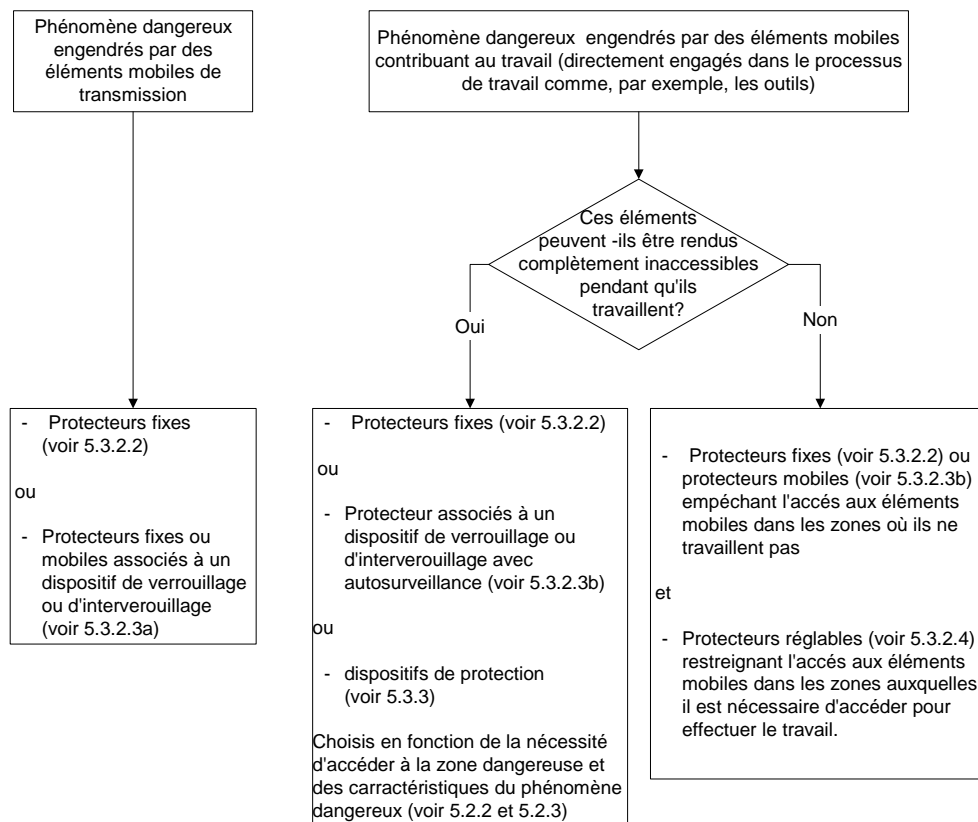 Phénomène dangereux
engendrés par des
éléments mobiles de
transmission
Phénomène dangereux engendrés par des éléments mobiles
contribuant au travail (directement engagés dans le processus
de travail comme, par exemple, les outils)
Ces éléments
peuvent -ils être rendus
complètement inaccessibles
pendant qu'ils
travaillent?
Oui
Non
- Protecteurs fixes
(voir 5.3.2.2)
ou
- Protecteurs fixes ou
mobiles associés à un
dispositif de verrouillage
ou d'interverouillage
(voir 5.3.2.3a)
- Protecteurs fixes (voir 5.3.2.2)
ou
- Protecteur associés à un
dispositif de verrouillage ou
d'interverouillage avec
autosurveillance (voir 5.3.2.3b)
ou
- dispositifs de protection
(voir 5.3.3)
Choisis en fonction de la nécessité
d'accéder à la zone dangereuse et
des carractéristiques du phénomène
dangereux (voir 5.2.2 et 5.2.3)
- Protecteurs fixes (voir 5.3.2.2) ou
protecteurs mobiles (voir 5.3.2.3b)
empéchant l'accés aux éléments
mobiles dans les zones où ils ne
travaillent pas
et
- Protecteurs réglables (voir 5.3.2.4)
restreignant l'accés aux éléments
mobiles dans les zones auxquelles
il est nécessaire d'accéder pour
effectuer le travail.